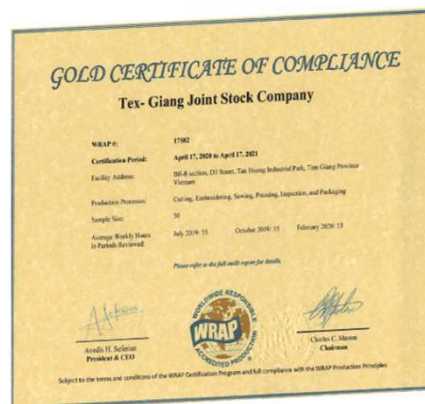 GOLD CERTIFICATE OF COMPLIANCE
Tex- Giang Joint Stock Company
WRAP #: 17582
Certification Period: April 17, 2020 to April 17, 2021
Facility Address: B8-B section, D3 Street, Tan Huong Industrial Park, Tien Giang Province
Vietnam
Production Processes: Cutting, Embroidering, Sewing, Pressing, Inspection, and Packaging
Sample Size: 30
Average Weekly Hours July 2019: 55 October 2019: 55 February 2020: 53
in Periods Reviewed:
Please refer to the full audit report for details.
WORLDWIDE RESPONSIBLE
WRAP
ACCREDITED PRODUCTION
Avedis H. Seferian
President & CEO
Charles C. Masten
Chairman
Subject to the terms and conditions of the WRAP Certification Program and full compliance with the WRAP Production Principles